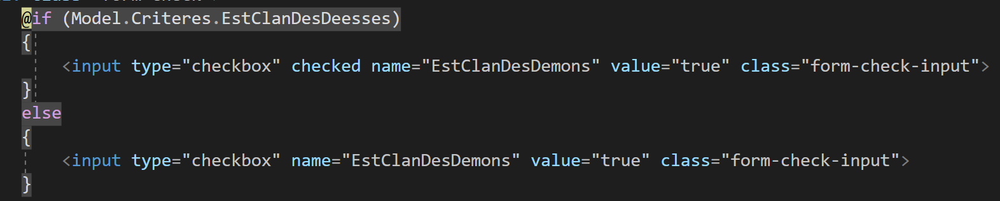 @if (Model.Criteres.EstClanDesDeesses)
{
<input type="checkbox" checked name="EstClanDesDemons" value="true" class="form-check-input">
}
else
{
<input type="checkbox" name="EstClanDesDemons" value="true" class="form-check-input">
}